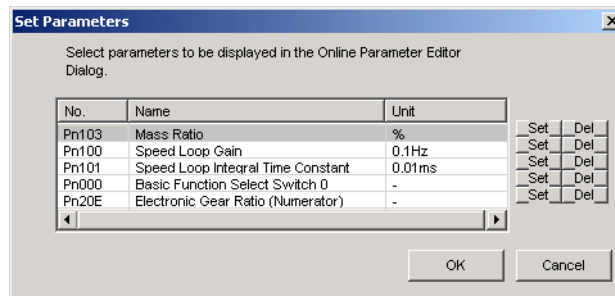 Set Parameters
Select parameters to be displayed in the Online Parameter Editor
Dialog.
No. Name Unit
Pn103 Mass Ratio % Set Del
Pn100 Speed Loop Gain 0.1Hz Set Del
Pn101 Speed Loop Integral Time Constant 0.01ms Set Del
Pn000 Basic Function Select Switch 0 - Set Del
Pn20E Electronic Gear Ratio (Numerator) - Set Del
OK Cancel